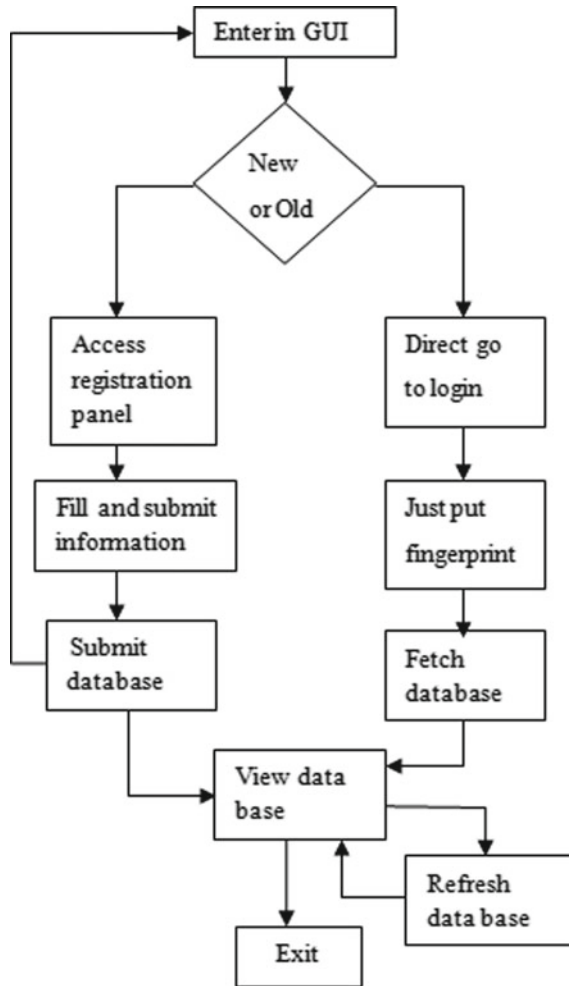 Enter in GUI
New
or Old
Access
registration
panel
Direct go
to login
Fill and submit
information
Just put
fingerprint
Submit
database
Fetch
database
View data
base
Refresh
data base
Exit